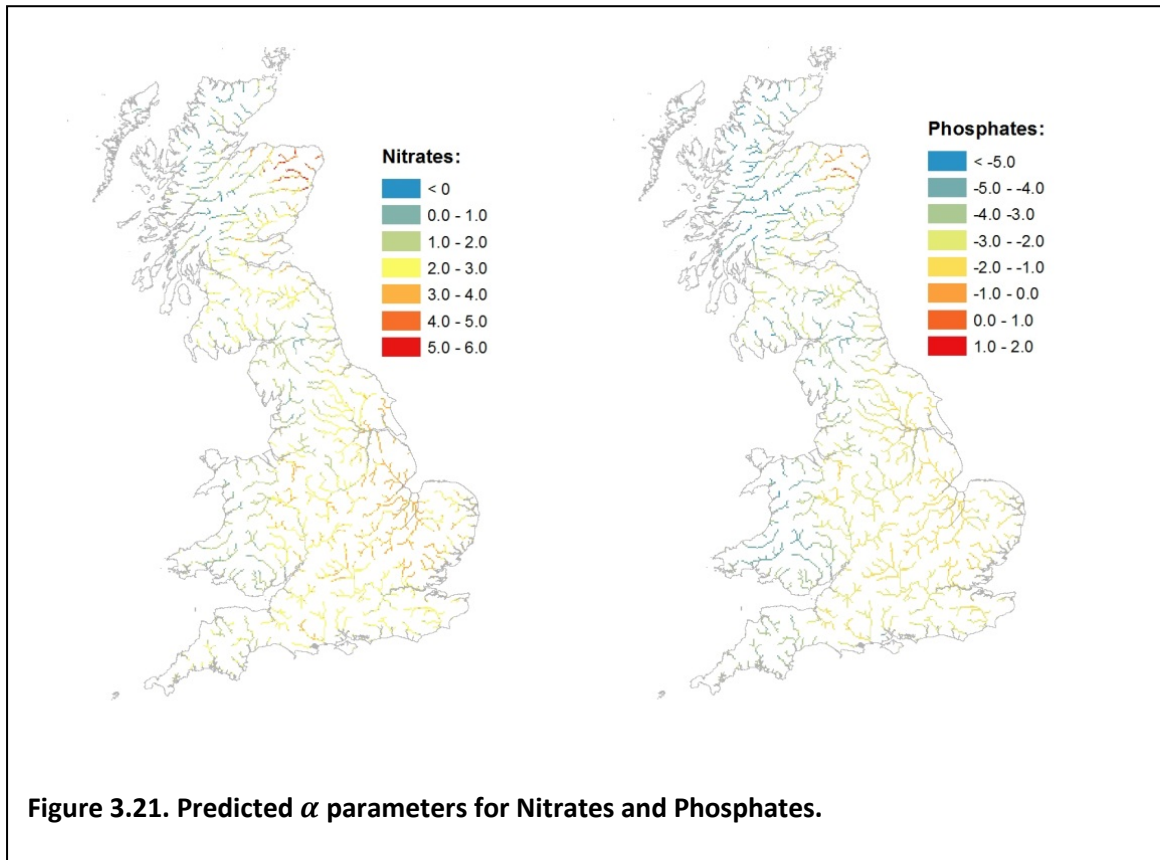 Nitrates:
< 0
0.0 - 1.0
1.0 - 2.0
2.0 - 3.0
3.0 - 4.0
4.0 - 5.0
5.0 - 6.0
Phosphates:
< -5.0
-5.0 - -4.0
-4.0 -3.0
-3.0 - -2.0
-2.0 - -1.0
-1.0 - 0.0
0.0 - 1.0
1.0 - 2.0
Figure 3.21. Predicted α parameters for Nitrates and Phosphates.